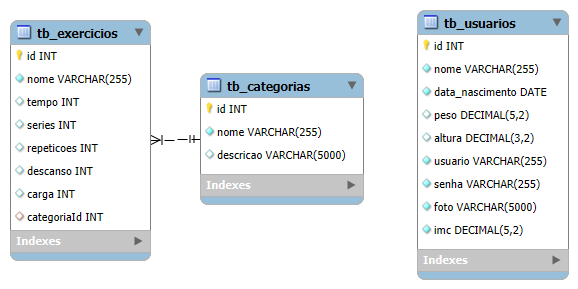 tb_exercicios
id INT
nome VARCHAR(255)
tempo INT
series INT
repeticoes INT
descanso INT
carga INT
categoriaId INT
Indexes
tb_categorias
id INT
nome VARCHAR(255)
descricao VARCHAR(5000)
Indexes
tb_usuarios
id INT
nome VARCHAR(255)
data_nascimento DATE
peso DECIMAL(5,2)
altura DECIMAL(3,2)
usuario VARCHAR(255)
senha VARCHAR(255)
foto VARCHAR(5000)
imc DECIMAL(5,2)
Indexes